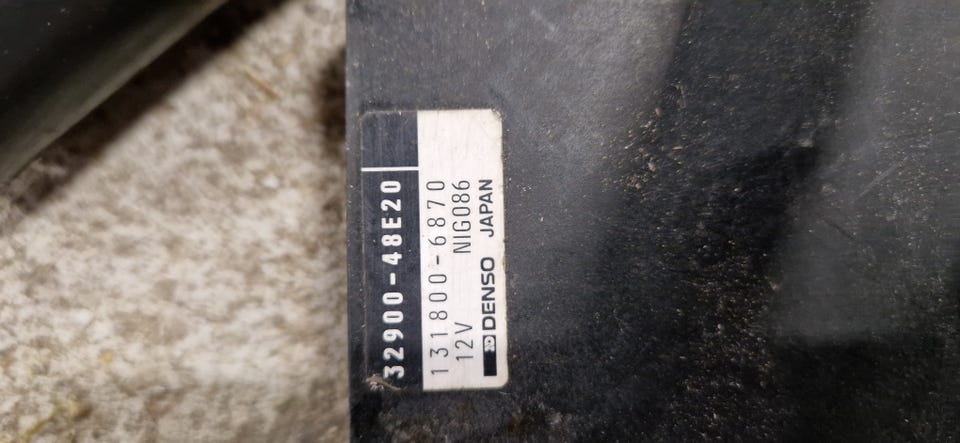 32900-48E20
131800-6870
12V NIG086
DENSO JAPAN